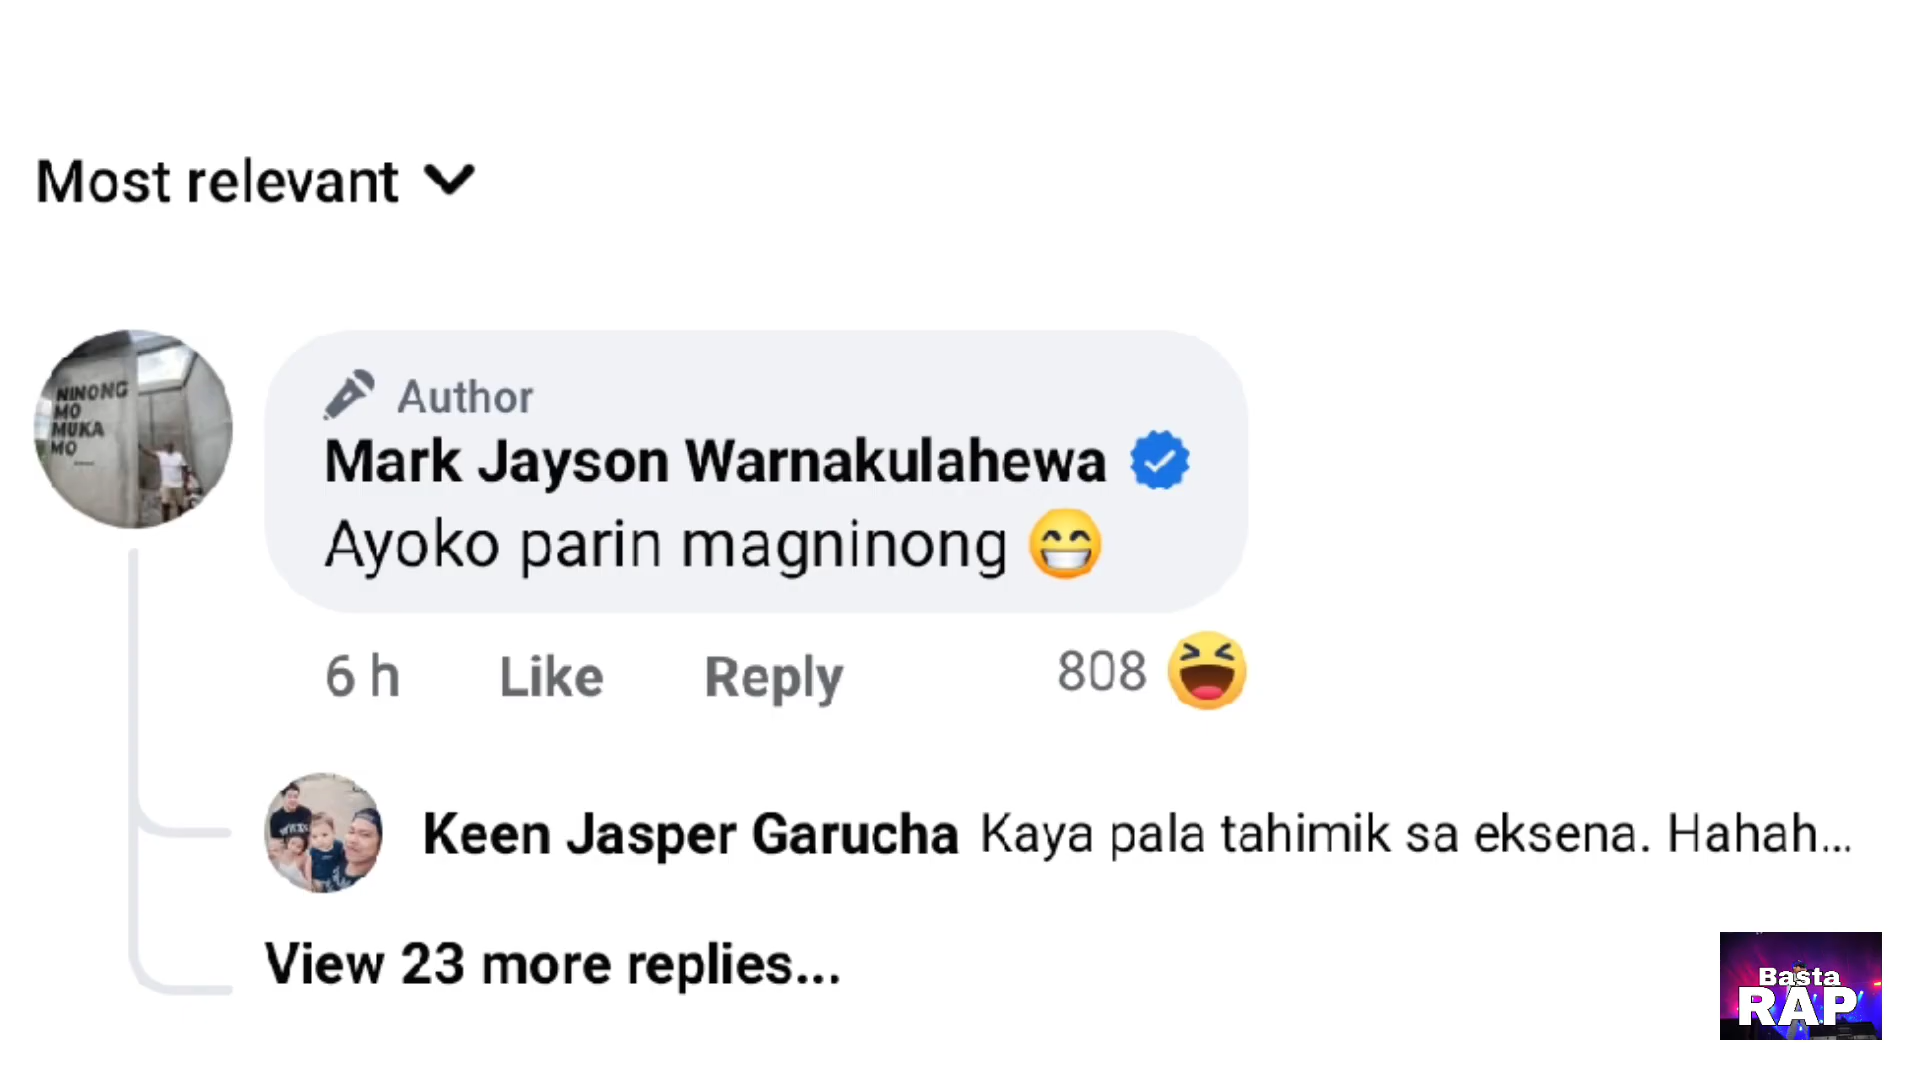 Most relevant
NINONG
MO
MUKA
MO
Author
Mark Jayson Warnakulahewa
Ayoko parin magninong
6 h Like Reply 808
Keen Jasper Garucha Kaya pala tahimik sa eksena. Hahah...
View 23 more replies...
Basta
RAP